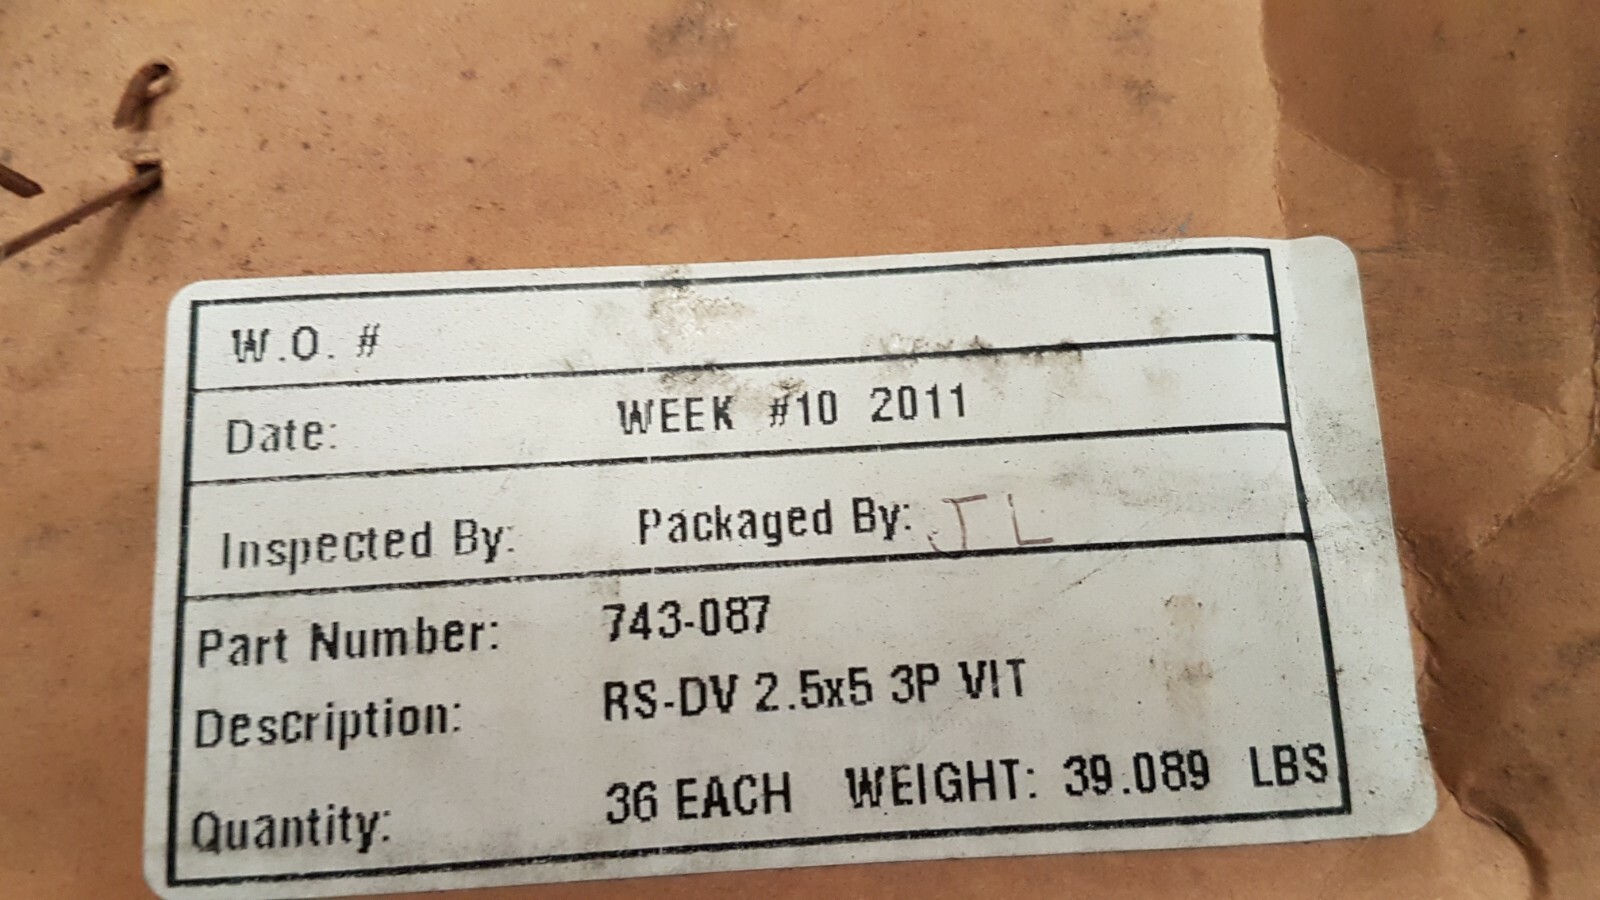 W.O. #
Date: WEEK #10 2011
Inspected By: Packaged By: JL
Part Number: 743-087
Description: RS-DV 2.5x5 3P VIT
Quantity: 36 EACH WEIGHT: 39.089 LBS